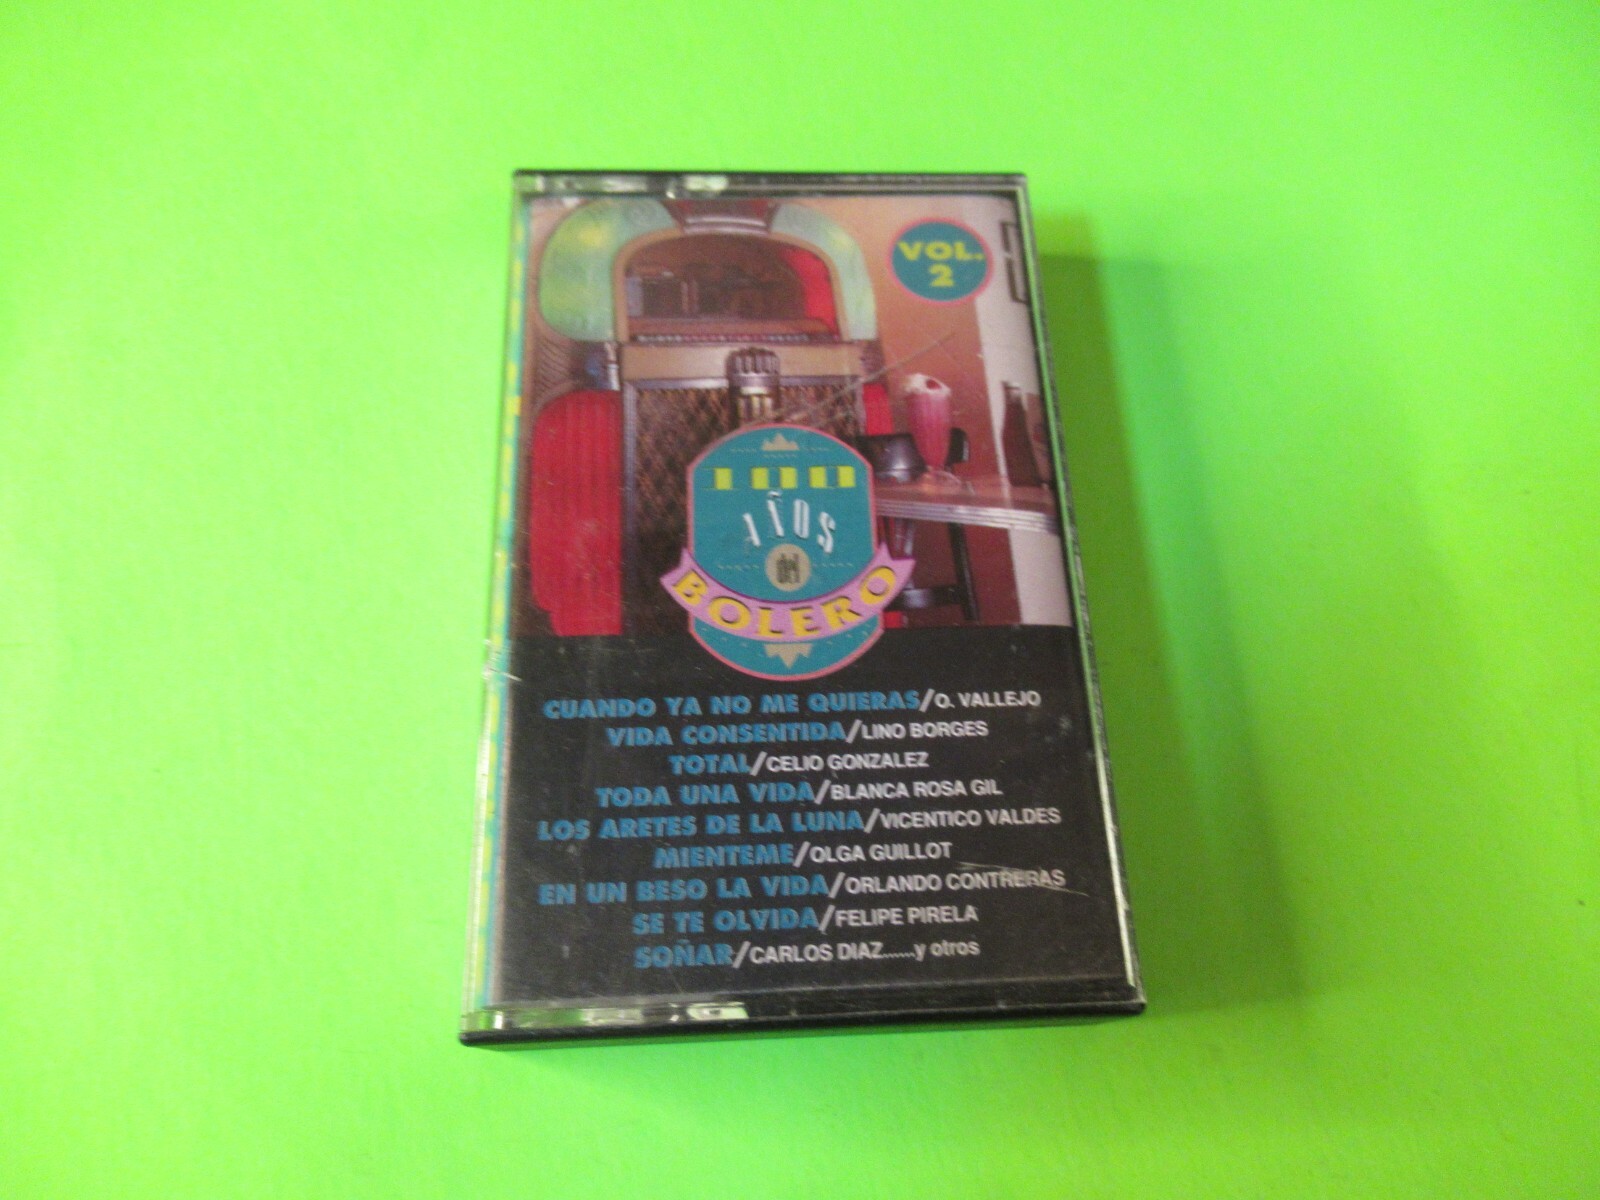 VOL.
2
100
AÑOS
del
BOLERO
CUANDO YA NO ME QUIERAS/O. VALLEJO
VIDA CONSENTIDA/LINO BORGES
TOTAL/CELIO GONZALEZ
TODA UNA VIDA/BLANCA ROSA GIL
LOS ARETES DE LA LUNA/VICENTICO VALDES
MIENTEME/OLGA GUILLOT
EN UN BESO LA VIDA/ORLANDO CONTRERAS
SE TE OLVIDA/FELIPE PIRELA
SOÑAR/CARLOS DIAZ......y otros